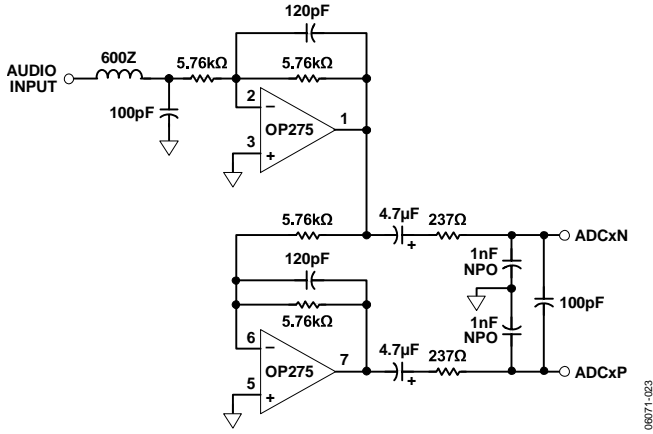 120pF
600Z
5.76kΩ
5.76kΩ
AUDIO
INPUT
100pF
2
–
OP275
1
3
+
5.76kΩ
4.7µF
+
237Ω
ADCxN
120pF
1nF
NPO
5.76kΩ
100pF
1nF
NPO
6
–
OP275
7
4.7µF
+
237Ω
ADCxP
5
+
06071-023